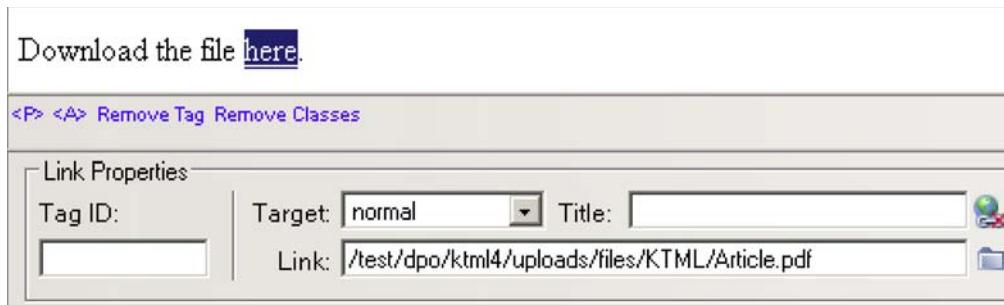 Download the file here.
<P> <A> Remove Tag Remove Classes
Link Properties
Tag ID: Target: normal Title:
Link: /test/dpo/ktml4/uploads/files/KTML/Article.pdf